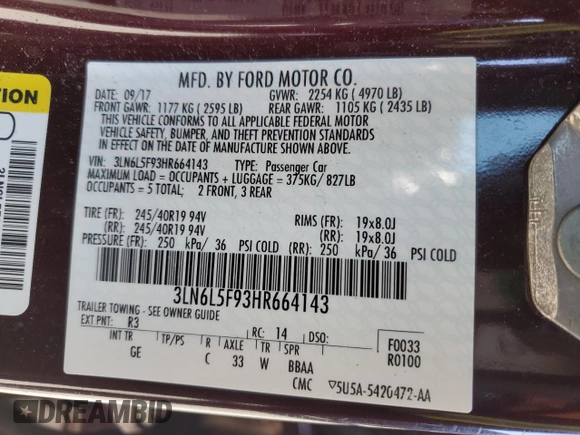 MFD. BY FORD MOTOR CO.
DATE: 09/17 GVWR: 2254 KG ( 4970 LB)
FRONT GAWR: 1177 KG ( 2595 LB) REAR GAWR: 1105 KG ( 2435 LB)
THIS VEHICLE CONFORMS TO ALL APPLICABLE FEDERAL MOTOR
VEHICLE SAFETY, BUMPER, AND THEFT PREVENTION STANDARDS IN
EFFECT ON THE DATE OF MANUFACTURE SHOWN ABOVE.
VIN: 3LN6L5F93HR664143 TYPE: Passenger Car
MAXIMUM LOAD = OCCUPANTS + LUGGAGE = 375KG/ 827LB
OCCUPANTS = 5 TOTAL; 2 FRONT, 3 REAR
TIRE (FR): 245/40R19 94V RIMS (FR): 19x8.0J
(RR): 245/40R19 94V (RR): 19x8.0J
PRESSURE (FR): 250 kPa/ 36 PSI COLD (RR): 250 kPa/ 36 PSI COLD
3LN6L5F93HR664143
TRAILER TOWING - SEE OWNER GUIDE
EXT PNT: R3 RC: 14 DSO: F0033
INT TR TP/PS R AXLE TR SPR R0100
GE C 33 W BBAA
CMC 5U5A-5420472-AA
TION
DREAMBID